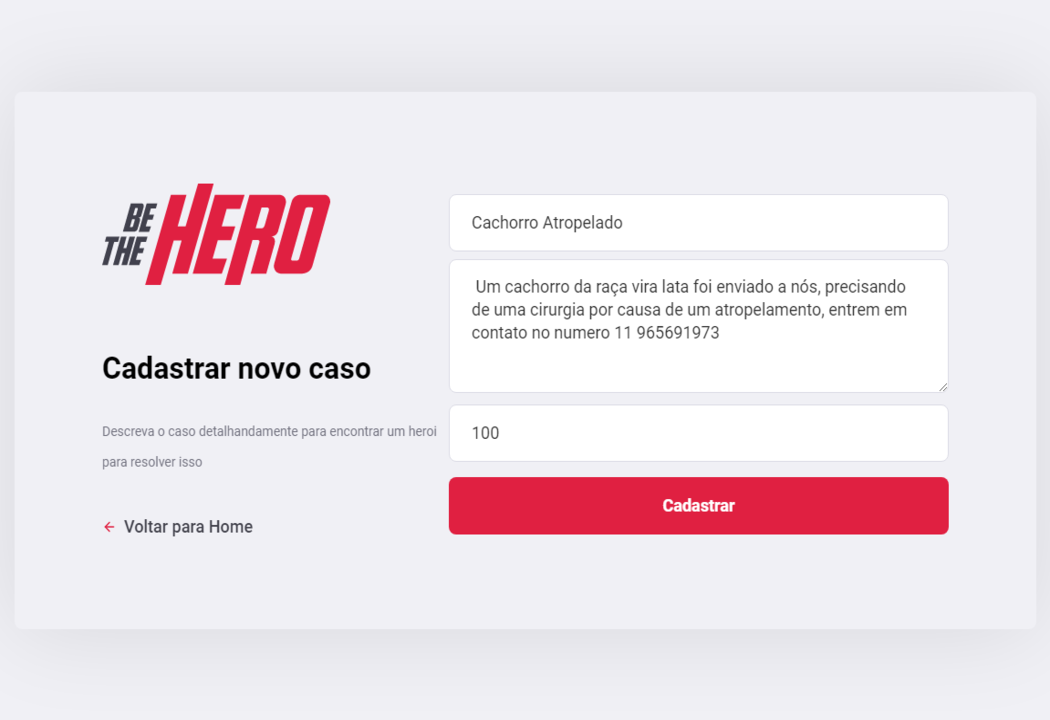 BE
THE
HERO
Cadastrar novo caso
Descreva o caso detalhandamente para encontrar um heroi
para resolver isso
Voltar para Home
Cachorro Atropelado
Um cachorro da raça vira lata foi enviado a nós, precisando
de uma cirurgia por causa de um atropelamento, entrem em
contato no numero 11 965691973
100
Cadastrar